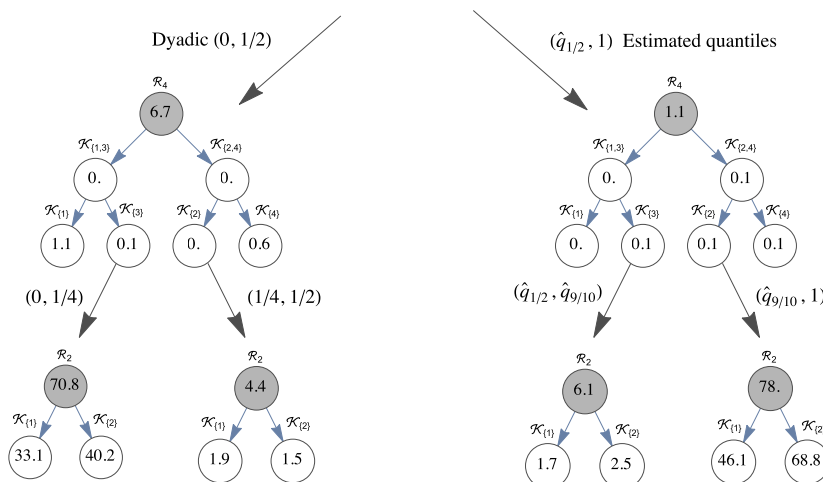 Dyadic (0, 1/2)
(q̂1/2, 1) Estimated quantiles
R4
6.7
K{1,3}
K{2,4}
0.
0.
K{1}
K{3}
K{2}
K{4}
1.1
0.1
0.
0.6
(0, 1/4)
(1/4, 1/2)
R2
70.8
K{1}
K{2}
33.1
40.2
R2
4.4
K{1}
K{2}
1.9
1.5
R4
1.1
K{1,3}
K{2,4}
0.
0.1
K{1}
K{3}
K{2}
K{4}
0.
0.1
0.1
0.1
(q̂1/2, q̂9/10)
(q̂9/10, 1)
R2
6.1
K{1}
K{2}
1.7
2.5
R2
78.
K{1}
K{2
46.1
68.8